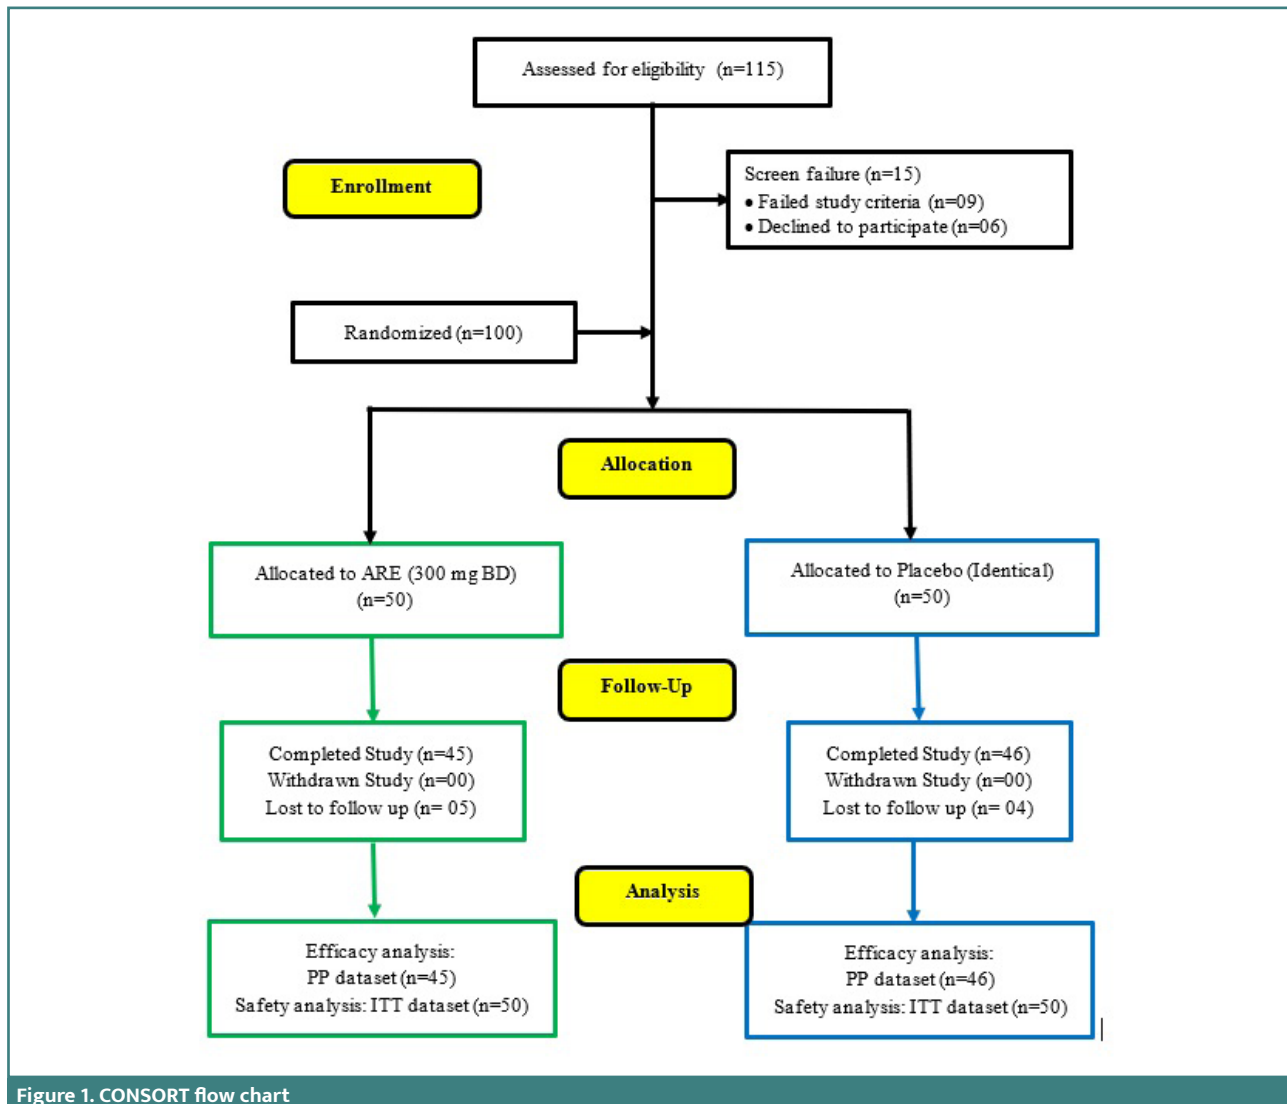 Assessed for eligibility (n=115)
Enrollment
Screen failure (n=15)
• Failed study criteria (n=09)
• Declined to participate (n=06)
Randomized (n=100)
Allocation
Allocated to ARE (300 mg BD)
(n=50)
Allocated to Placebo (Identical)
(n=50)
Follow-Up
Completed Study (n=45)
Withdrawn Study (n=00)
Lost to follow up (n= 05)
Completed Study (n=46)
Withdrawn Study (n=00)
Lost to follow up (n= 04)
Analysis
Efficacy analysis:
PP dataset (n=45)
Safety analysis: ITT dataset (n=50)
Efficacy analysis:
PP dataset (n=46)
Safety analysis: ITT dataset (n=50)
Figure 1. CONSORT flow chart